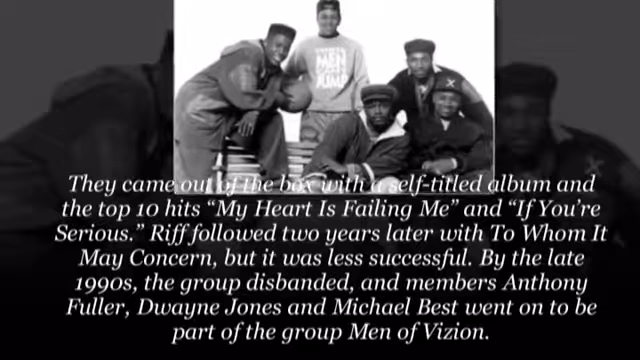 MEN
JUMP
X
They came out of the box with a self-titled album and
the top 10 hits “My Heart Is Failing Me” and “If You’re
Serious.” Riff followed two years later with To Whom It
May Concern, but it was less successful. By the late
1990s, the group disbanded, and members Anthony
Fuller, Dwayne Jones and Michael Best went on to be
part of the group Men of Vizion.